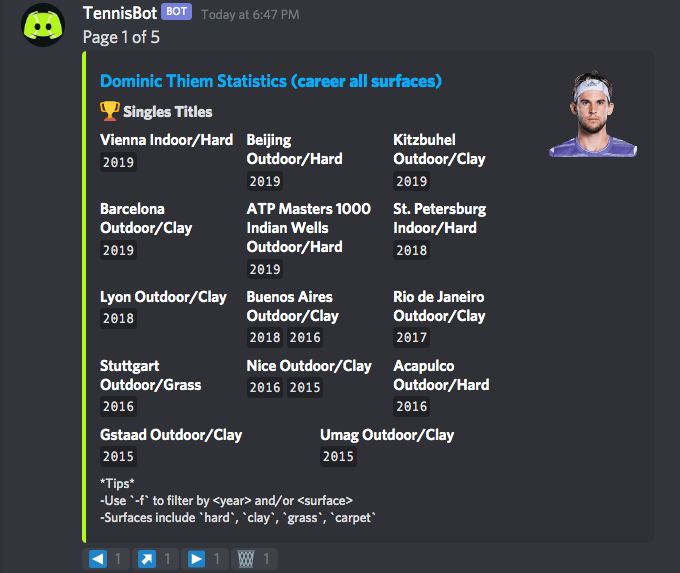 TennisBot BOT Today at 6:47 PM
Page 1 of 5
Dominic Thiem Statistics (career all surfaces)
🏆 Singles Titles
Vienna Indoor/Hard
2019
Beijing
Outdoor/Hard
2019
Kitzbuhel
Outdoor/Clay
2019
Barcelona
Outdoor/Clay
2019
ATP Masters 1000
Indian Wells
Outdoor/Hard
2019
St. Petersburg
Indoor/Hard
2018
Lyon Outdoor/Clay
2018
Buenos Aires
Outdoor/Clay
2018 2016
Rio de Janeiro
Outdoor/Clay
2017
Stuttgart
Outdoor/Grass
2016
Nice Outdoor/Clay
2016 2015
Acapulco
Outdoor/Hard
2016
Gstaad Outdoor/Clay
2015
Umag Outdoor/Clay
2015
*Tips*
-Use `-f` to filter by <year> and/or <surface>
-Surfaces include `hard`, `clay`, `grass`, `carpet`
1 1 1 1